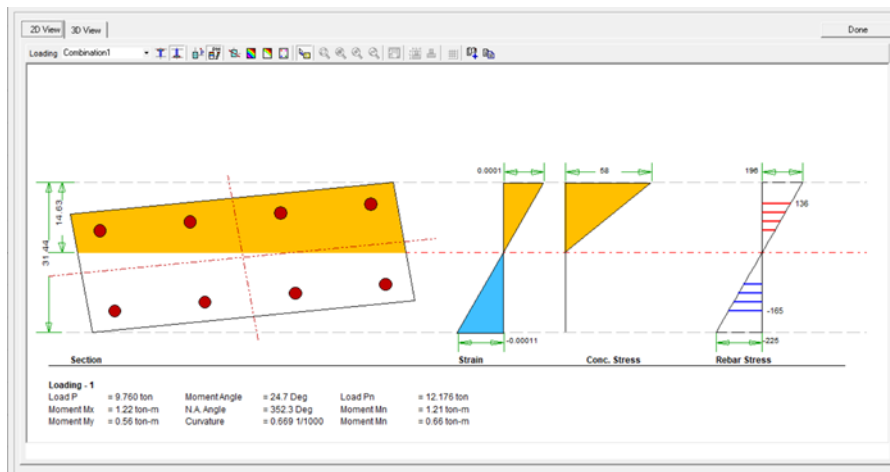 2D View 3D View
Done
Loading Combination1
0.0001
58
196
14.63
136
31.44
-165
-0.00011
-225
Section Strain Conc. Stress Rebar Stress
Loading - 1
Load P = 9.760 ton Moment Angle = 24.7 Deg Load Pn = 12.176 ton
Moment Mx = 1.22 ton-m N.A. Angle = 352.3 Deg Moment Mn = 1.21 ton-m
Moment My = 0.56 ton-m Curvature = 0.669 1/1000 Moment Mn = 0.66 ton-m